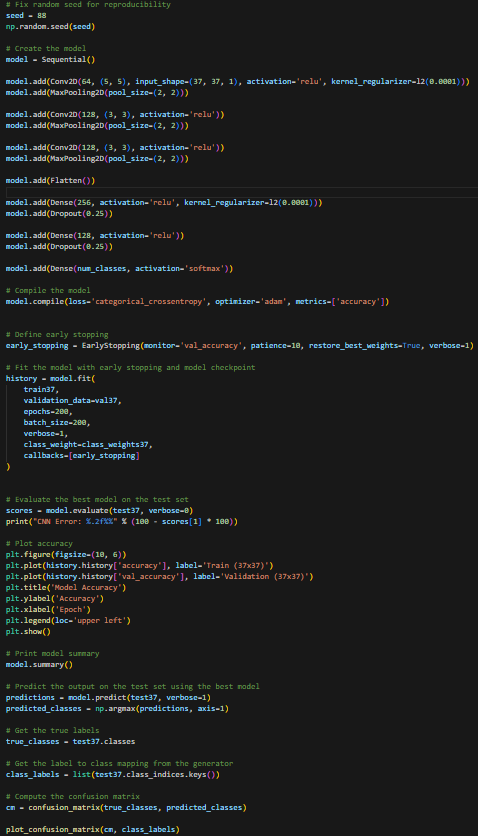 # Fix random seed for reproducibility
seed = 88
np.random.seed(seed)
# Create the model
model = Sequential()
model.add(Conv2D(64, (5, 5), input_shape=(37, 37, 1), activation='relu', kernel_regularizer=l2(0.0001)))
model.add(MaxPooling2D(pool_size=(2, 2)))
model.add(Conv2D(128, (3, 3), activation='relu'))
model.add(MaxPooling2D(pool_size=(2, 2)))
model.add(Conv2D(128, (3, 3), activation='relu'))
model.add(MaxPooling2D(pool_size=(2, 2)))
model.add(Flatten())
model.add(Dense(256, activation='relu', kernel_regularizer=l2(0.0001)))
model.add(Dropout(0.25))
model.add(Dense(128, activation='relu'))
model.add(Dropout(0.25))
model.add(Dense(num_classes, activation='softmax'))
# Compile the model
model.compile(loss='categorical_crossentropy', optimizer='adam', metrics=['accuracy'])
# Define early stopping
early_stopping = EarlyStopping(monitor='val_accuracy', patience=10, restore_best_weights=True, verbose=1)
# Fit the model with early stopping and model checkpoint
history = model.fit(
    train37,
    validation_data=val37,
    epochs=200,
    batch_size=200,
    verbose=1,
    class_weight=class_weights37,
    callbacks=[early_stopping]
)
# Evaluate the best model on the test set
scores = model.evaluate(test37, verbose=0)
print("CNN Error: %.2f%%" % (100 - scores[1] * 100))
# Plot accuracy
plt.figure(figsize=(10, 6))
plt.plot(history.history['accuracy'], label='Train (37x37)')
plt.plot(history.history['val_accuracy'], label='Validation (37x37)')
plt.title('Model Accuracy')
plt.ylabel('Accuracy')
plt.xlabel('Epoch')
plt.legend(loc='upper left')
plt.show()
# Print model summary
model.summary()
# Predict the output on the test set using the best model
predictions = model.predict(test37, verbose=1)
predicted_classes = np.argmax(predictions, axis=1)
# Get the true labels
true_classes = test37.classes
# Get the label to class mapping from the generator
class_labels = list(test37.class_indices.keys())
# Compute the confusion matrix
cm = confusion_matrix(true_classes, predicted_classes)
plot_confusion_matrix(cm, class_labels)